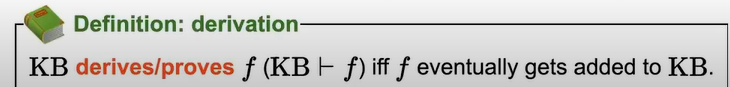 Definition: derivation
KB derives/proves f (KB ⊢ f) iff f eventually gets added to KB.